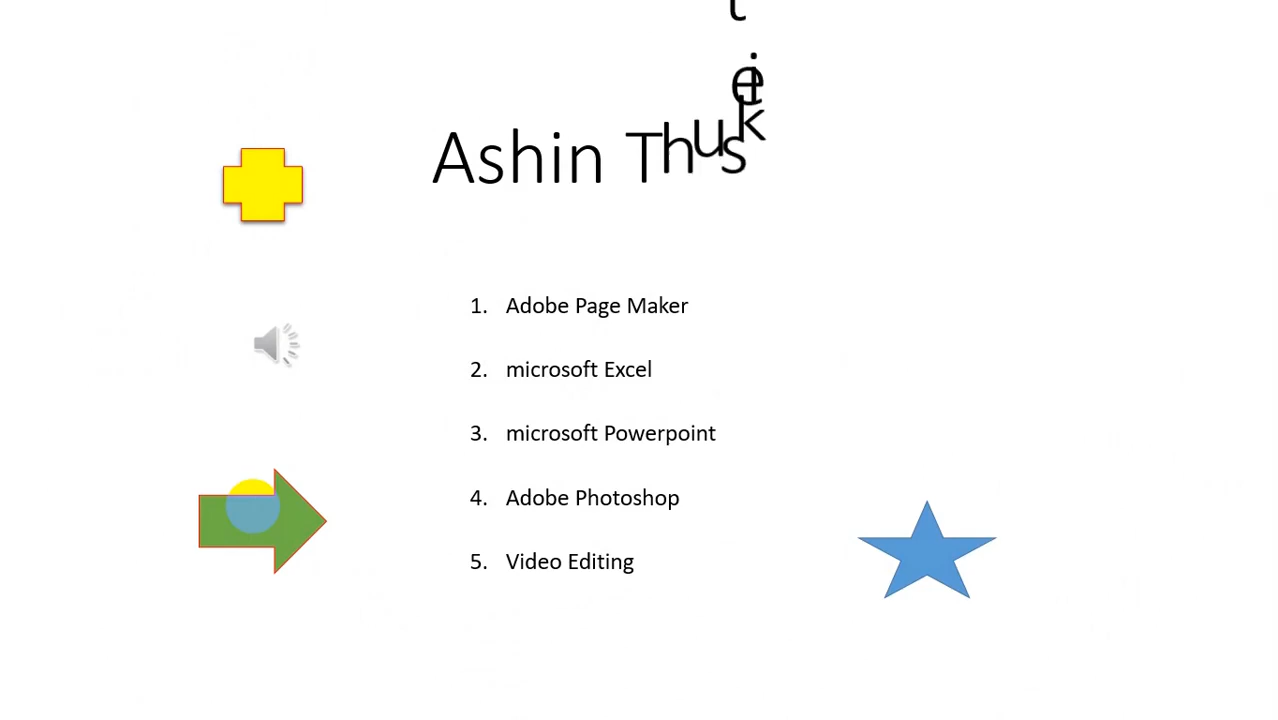 Ashin Thus
1. Adobe Page Maker
2. microsoft Excel
3. microsoft Powerpoint
4. Adobe Photoshop
5. Video Editing